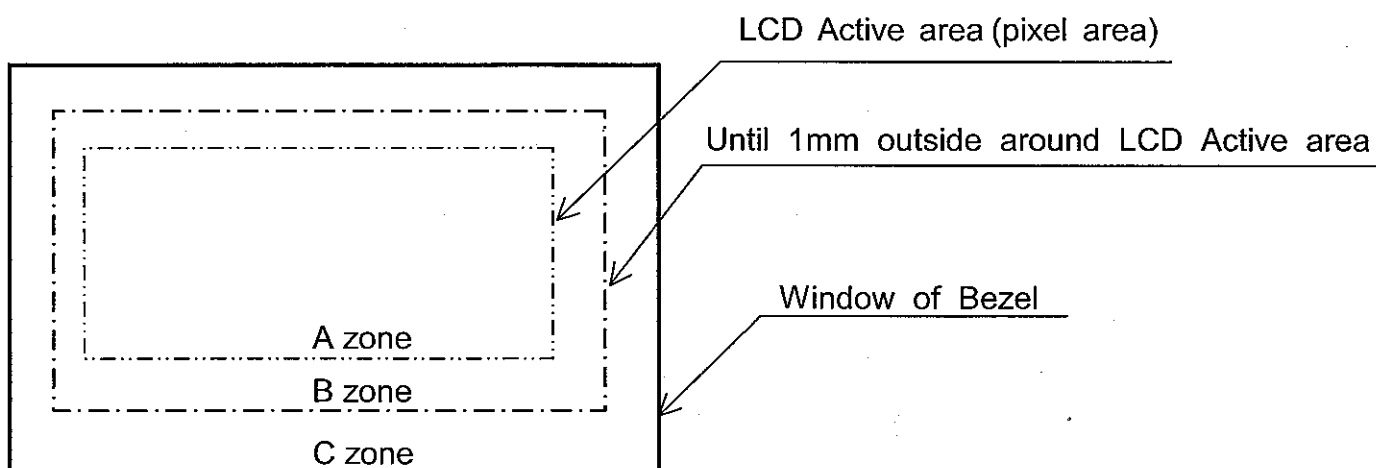 LCD Active area (pixel area)
Until 1mm outside around LCD Active area
Window of Bezel
A zone
B zone
C zone